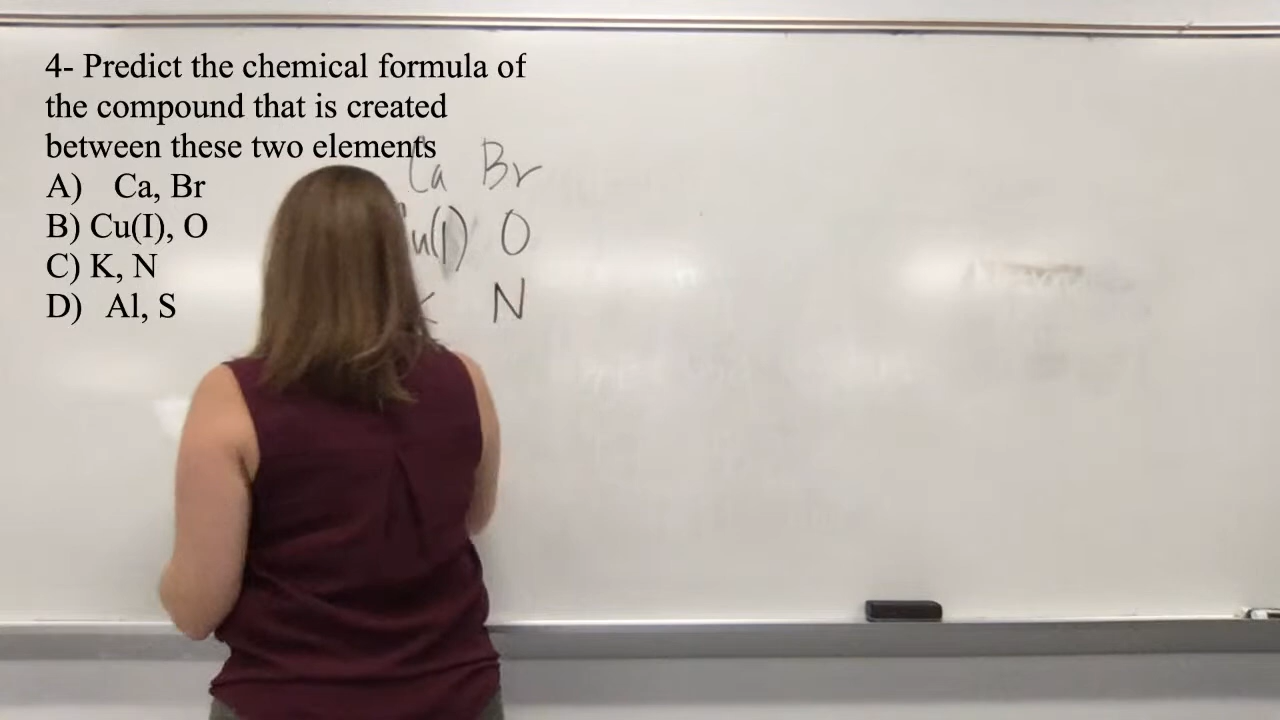 4- Predict the chemical formula of
the compound that is created
between these two elements
A) Ca, Br
B) Cu(I), O
C) K, N
D) Al, S
Ca Br
u(I) O
K N